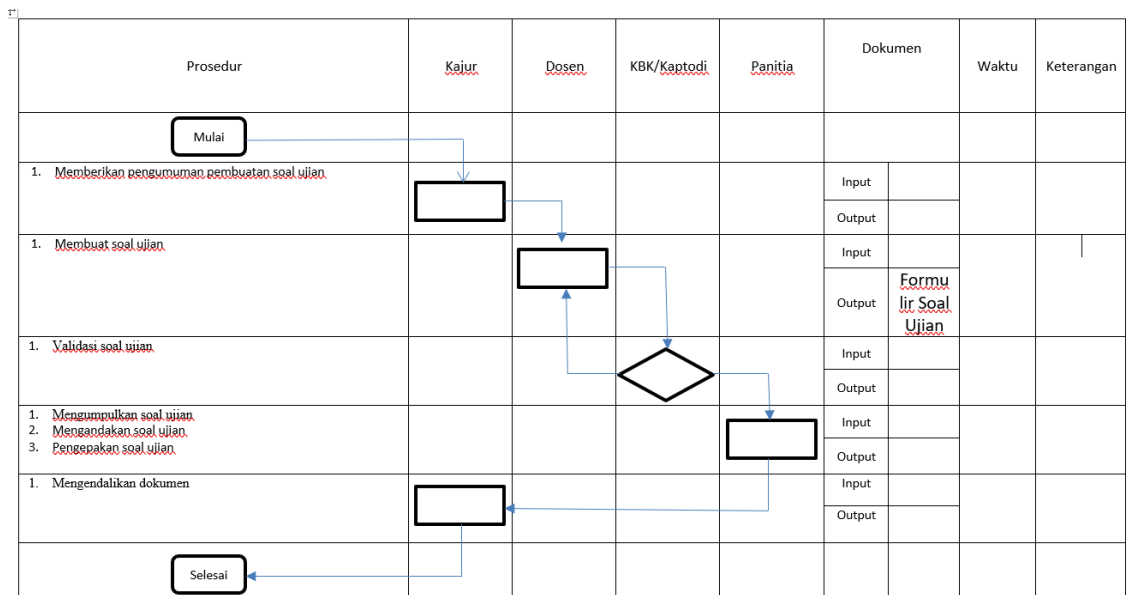 Prosedur
Kajur
Dosen
KBK/Kaptodi
Panitia
Dokumen
Waktu
Keterangan
Mulai
1. Memberikan pengumuman pembuatan soal ujian
Input
Output
1. Membuat soal ujian
Input
Output
Formu
lir Soal
Ujian
1. Validasi soal ujian
Input
Output
1. Mengumpulkan soal ujian
2. Mengandakan soal ujian
3. Pengepakan soal ujian
Input
Output
1. Mengendalikan dokumen
Input
Output
Selesai